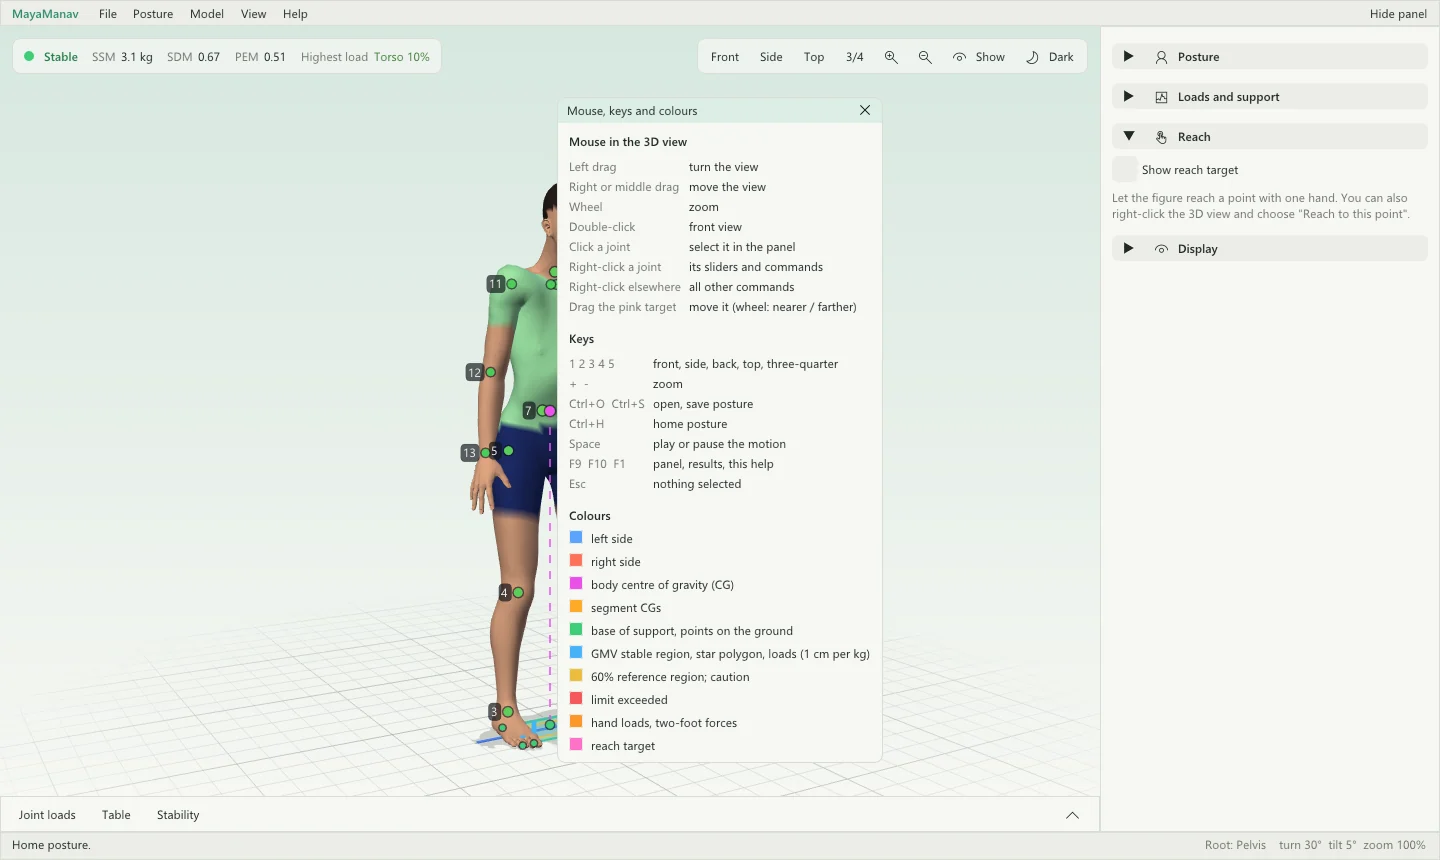 MayaManav File Posture Model View Help Hide panel
Stable SSM 3.1 kg SDM 0.67 PEM 0.51 Highest load Torso 10%
Front Side Top 3/4 Show Dark
Mouse, keys and colours
Mouse in the 3D view
Left drag turn the view
Right or middle drag move the view
Wheel zoom
Double-click front view
Click a joint select it in the panel
Right-click a joint its sliders and commands
Right-click elsewhere all other commands
Drag the pink target move it (wheel: nearer / farther)
Keys
1 2 3 4 5 front, side, back, top, three-quarter
+ - zoom
Ctrl+O Ctrl+S open, save posture
Ctrl+H home posture
Space play or pause the motion
F9 F10 F1 panel, results, this help
Esc nothing selected
Colours
left side
right side
body centre of gravity (CG)
segment CGs
base of support, points on the ground
GMV stable region, star polygon, loads (1 cm per kg)
60% reference region; caution
limit exceeded
hand loads, two-foot forces
reach target
11
12
7
13 5
4
3
Posture
Loads and support
Reach
Show reach target
Let the figure reach a point with one hand. You can also
right-click the 3D view and choose "Reach to this point".
Display
Joint loads Table Stability
Home posture. Root: Pelvis turn 30° tilt 5° zoom 100%